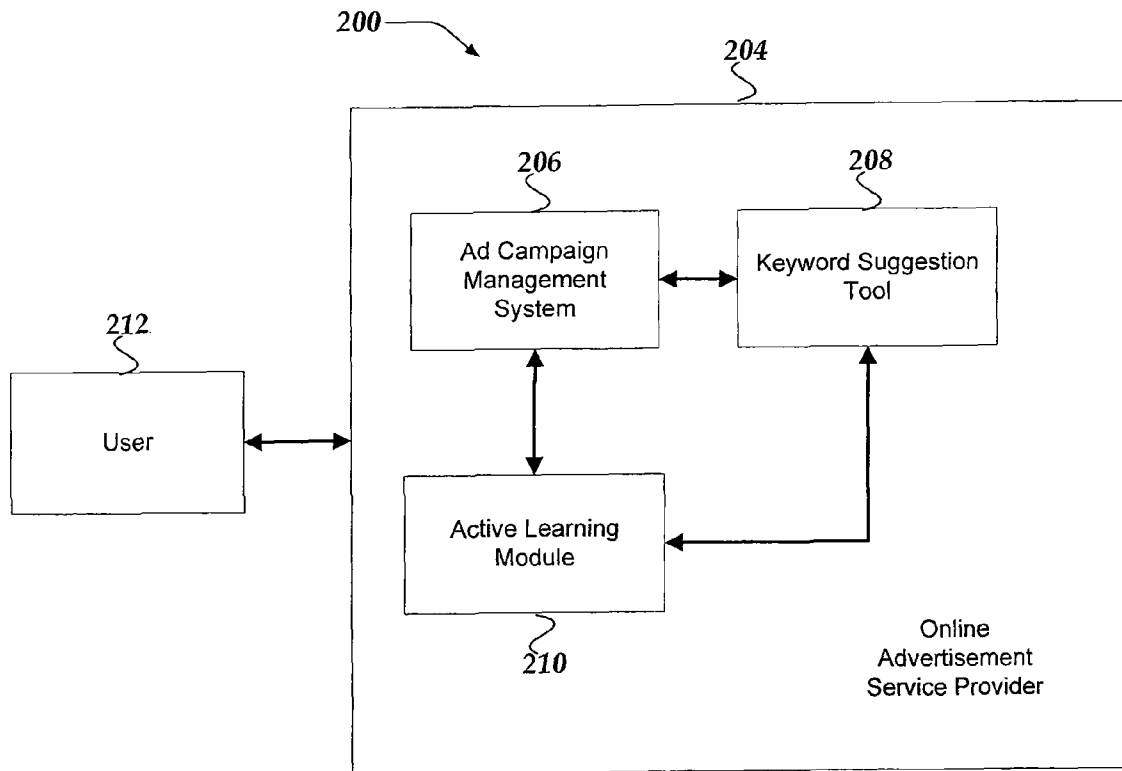 200
204
206
208
Ad Campaign
Management
System
Keyword Suggestion
Tool
212
User
Active Learning
Module
210
Online
Advertisement
Service Provider